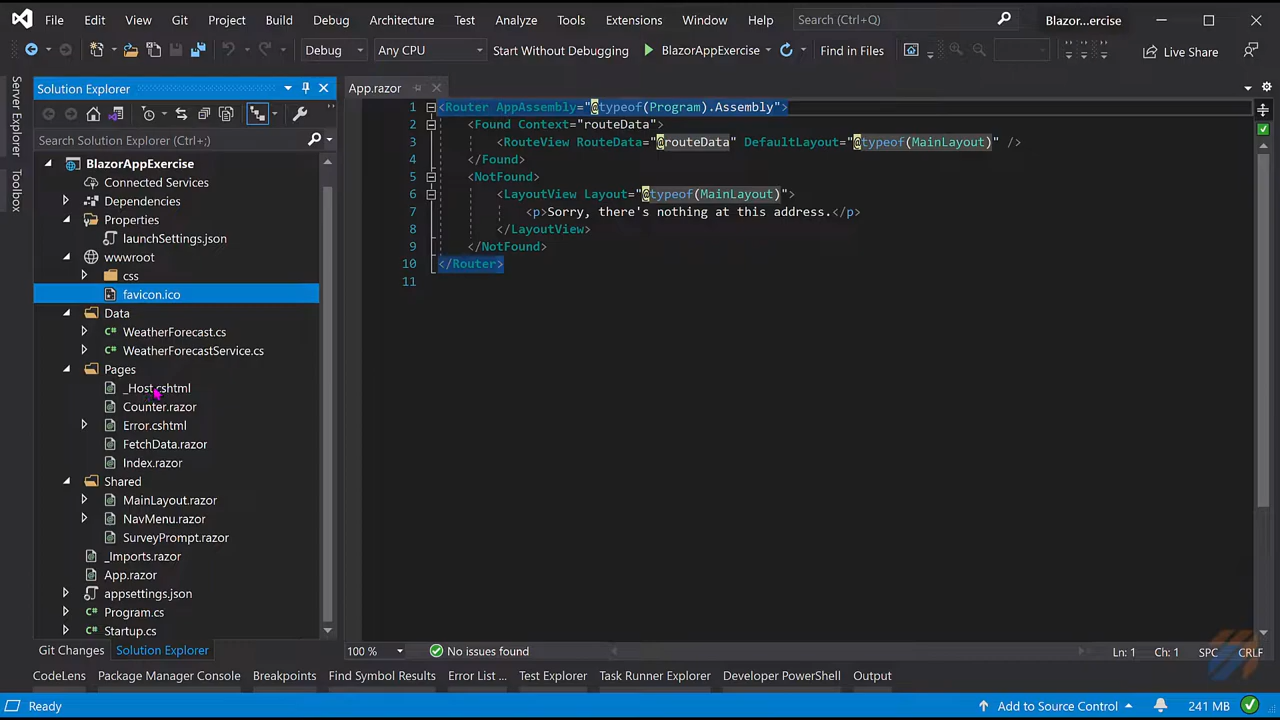 File Edit View Git Project Build Debug Architecture Test Analyze Tools Extensions Window Help Search (Ctrl+Q) Blazor...ercise
Debug Any CPU Start Without Debugging BlazorAppExercise Find in Files Live Share
Server Explorer
Toolbox
Solution Explorer
Search Solution Explorer (Ctrl+;)
BlazorAppExercise
Connected Services
Dependencies
Properties
launchSettings.json
wwwroot
css
favicon.ico
Data
WeatherForecast.cs
WeatherForecastService.cs
Pages
_Host.cshtml
Counter.razor
Error.cshtml
FetchData.razor
Index.razor
Shared
MainLayout.razor
NavMenu.razor
SurveyPrompt.razor
_Imports.razor
App.razor
appsettings.json
Program.cs
Startup.cs
Git Changes Solution Explorer
App.razor
1 <Router AppAssembly="@typeof(Program).Assembly">
2 <Found Context="routeData">
3 <RouteView RouteData="@routeData" DefaultLayout="@typeof(MainLayout)" />
4 </Found>
5 <NotFound>
6 <LayoutView Layout="@typeof(MainLayout)">
7 <p>Sorry, there's nothing at this address.</p>
8 </LayoutView>
9 </NotFound>
10 </Router>
11
100 % No issues found Ln: 1 Ch: 1 SPC CRLF
CodeLens Package Manager Console Breakpoints Find Symbol Results Error List ... Test Explorer Task Runner Explorer Developer PowerShell Output
Ready Add to Source Control 241 MB